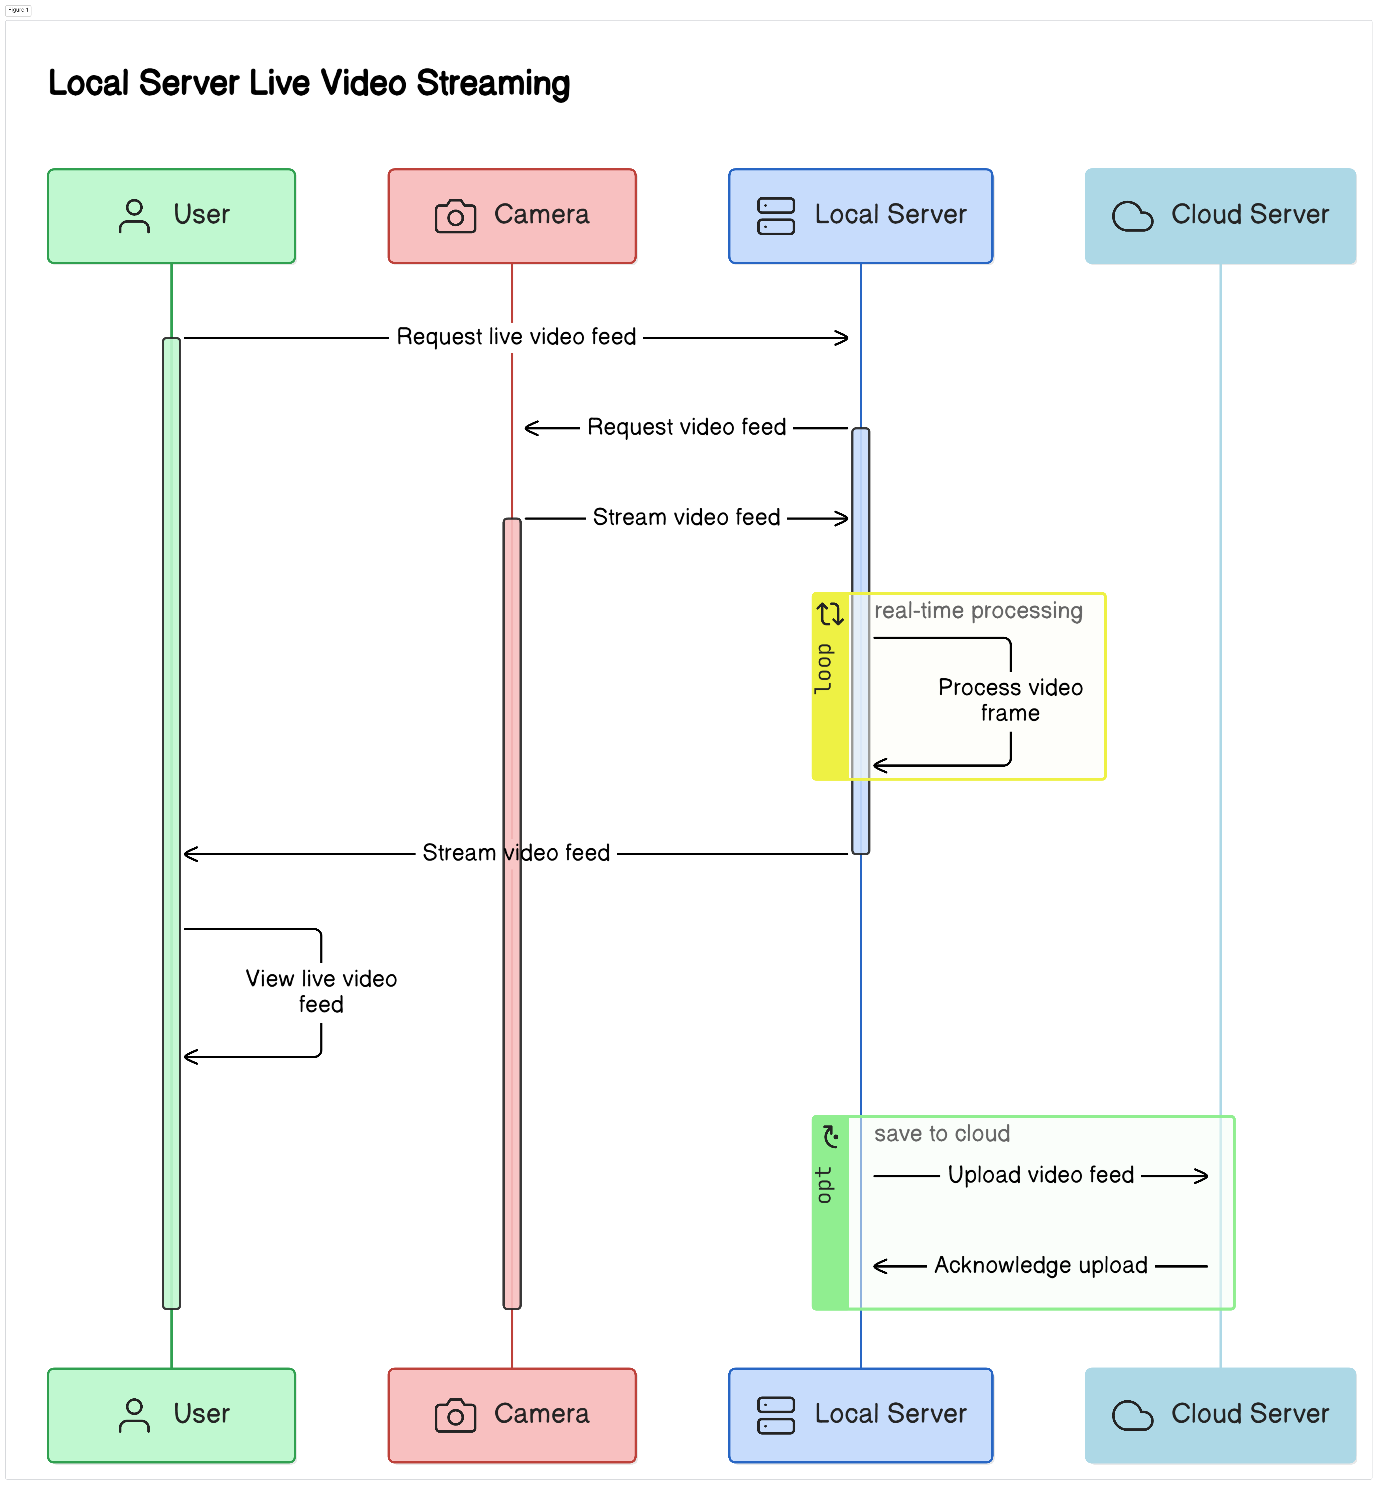 Figure 1
Local Server Live Video Streaming
User
Camera
Local Server
Cloud Server
Request live video feed
Request video feed
Stream video feed
loop
real-time processing
Process video
frame
Stream video feed
View live video
feed
opt
save to cloud
Upload video feed
Acknowledge upload
User
Camera
Local Server
Cloud Server